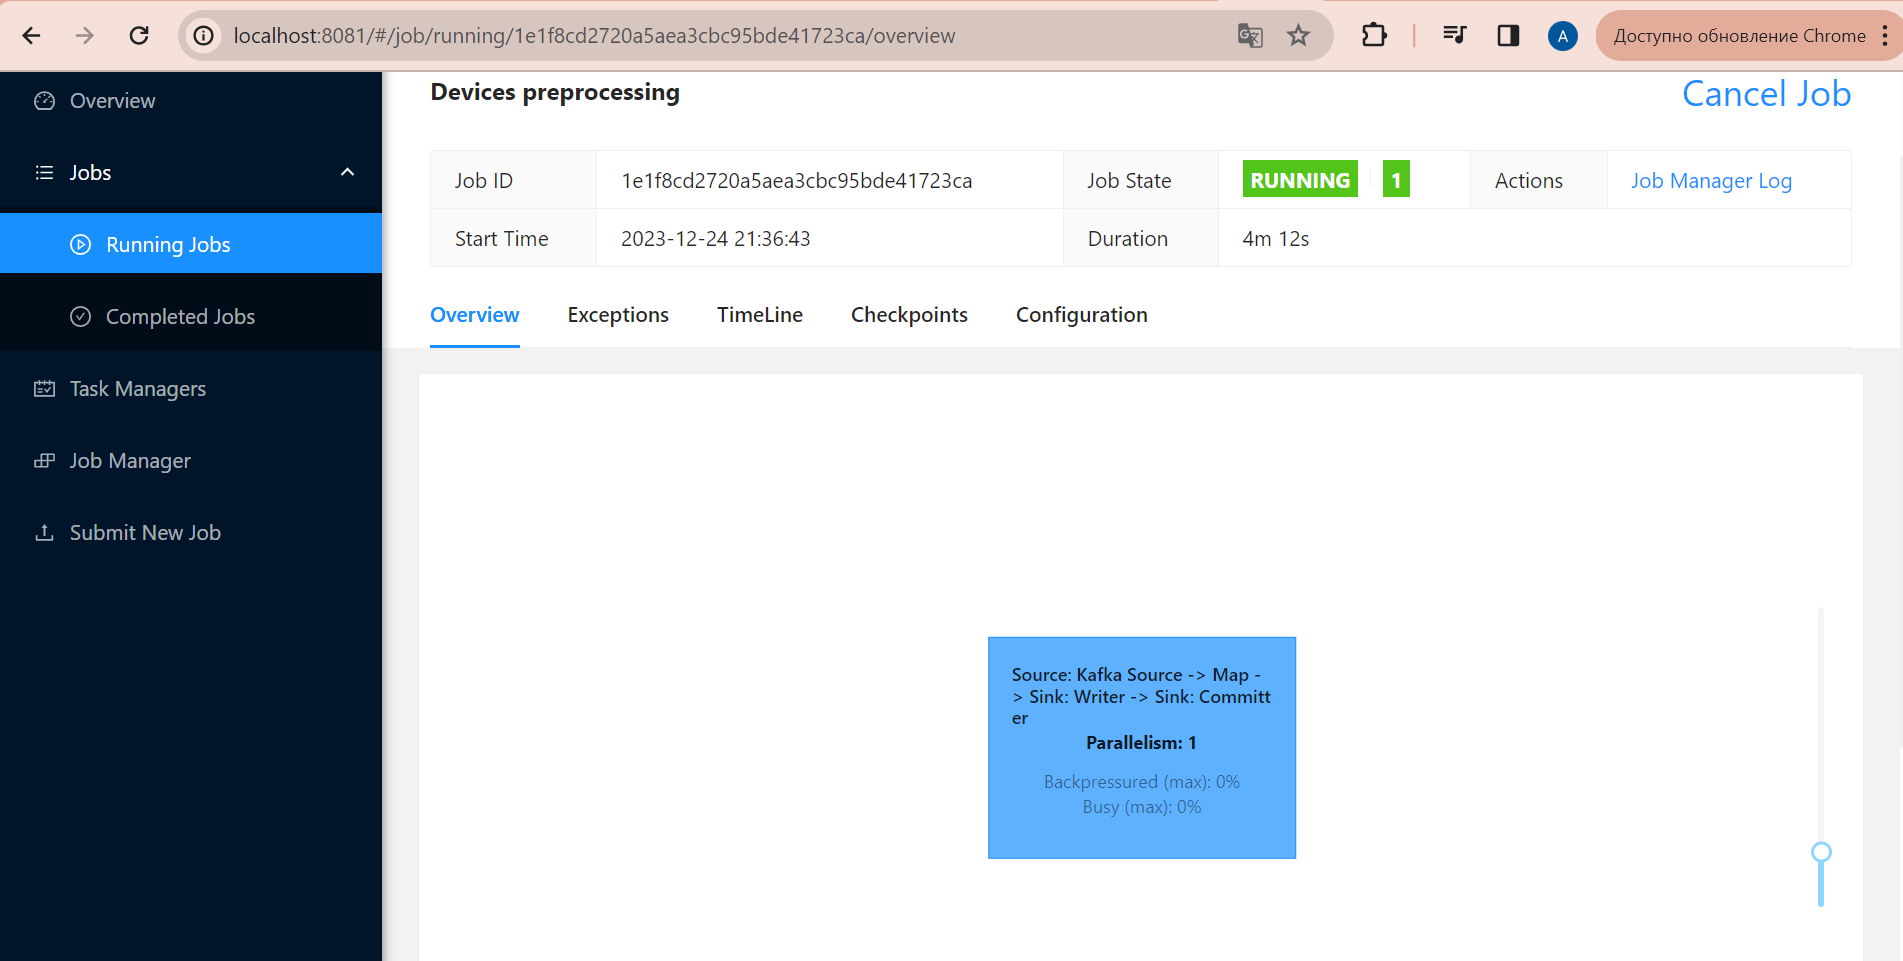 localhost:8081/#/job/running/1e1f8cd2720a5aea3cbc95bde41723ca/overview
A
Доступно обновление Chrome
Overview
Jobs
Running Jobs
Completed Jobs
Task Managers
Job Manager
Submit New Job
Devices preprocessing
Cancel Job
Job ID 1e1f8cd2720a5aea3cbc95bde41723ca Job State RUNNING 1 Actions Job Manager Log
Start Time 2023-12-24 21:36:43 Duration 4m 12s
Overview Exceptions TimeLine Checkpoints Configuration
Source: Kafka Source -> Map -
> Sink: Writer -> Sink: Committ
er
Parallelism: 1
Backpressured (max): 0%
Busy (max): 0%